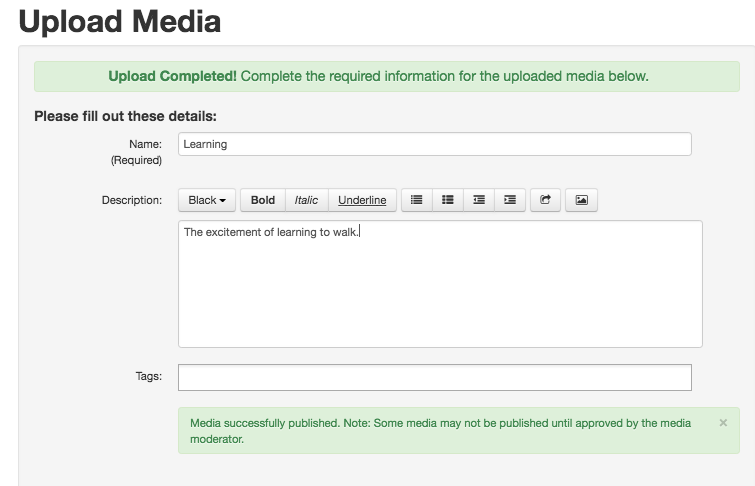 Upload Media
Upload Completed! Complete the required information for the uploaded media below.
Please fill out these details:
Name: Learning
(Required)
Description: Black Bold Italic Underline
The excitement of learning to walk.
Tags:
Media successfully published. Note: Some media may not be published until approved by the media ×
moderator.